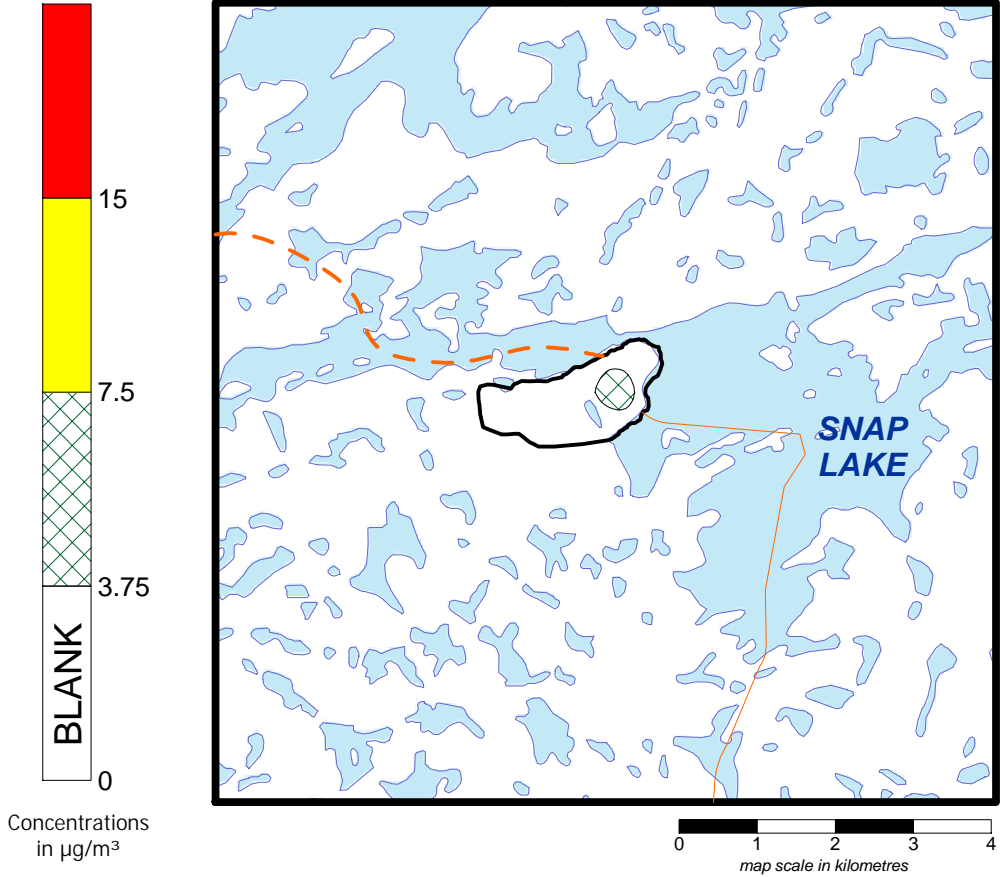 15
7.5
3.75
BLANK
0
Concentrations
in µg/m³
SNAP
LAKE
0 1 2 3 4
map scale in kilometres